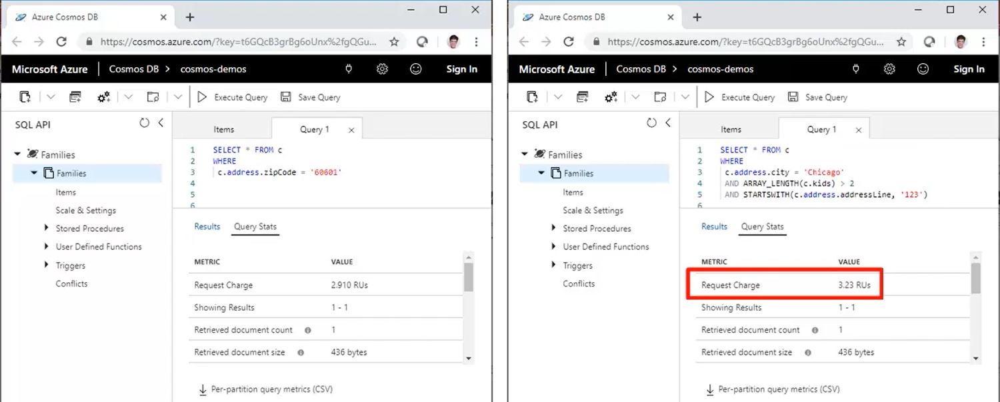 Azure Cosmos DB
https://cosmos.azure.com/?key=t6GQcB3grBg6oUnx%2fgQGu...
Microsoft Azure Cosmos DB > cosmos-demos Sign In
Execute Query Save Query
SQL API
Families
Families
Items
Scale & Settings
Stored Procedures
User Defined Functions
Triggers
Conflicts
Items Query 1
1 SELECT * FROM c
2 WHERE
3 c.address.zipCode = '60601'
4
5
6
Results Query Stats
METRIC VALUE
Request Charge 2.910 RUs
Showing Results 1 - 1
Retrieved document count 1
Retrieved document size 436 bytes
Per-partition query metrics (CSV)
Azure Cosmos DB
https://cosmos.azure.com/?key=t6GQcB3grBg6oUnx%2fgQGu...
Microsoft Azure Cosmos DB > cosmos-demos Sign In
Execute Query Save Query
SQL API
Families
Families
Items
Scale & Settings
Stored Procedures
User Defined Functions
Triggers
Conflicts
Items Query 1
1 SELECT * FROM c
2 WHERE
3 c.address.city = 'Chicago'
4 AND ARRAY_LENGTH(c.kids) > 2
5 AND STARTSWITH(c.address.addressLine, '123')
6
Results Query Stats
METRIC VALUE
Request Charge 3.23 RUs
Showing Results 1 - 1
Retrieved document count 1
Retrieved document size 436 bytes
Per-partition query metrics (CSV)